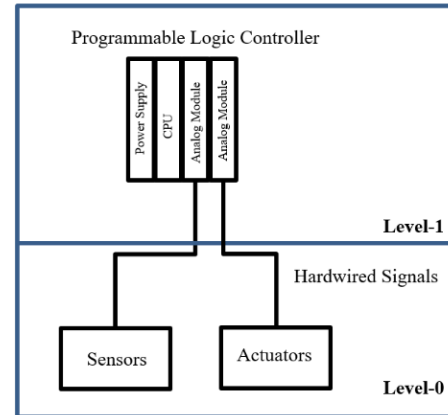 Programmable Logic Controller
Power Supply
CPU
Analog Module
Analog Module
Level-1
Hardwired Signals
Sensors
Actuators
Level-0